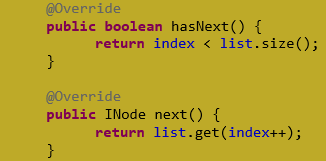 @Override
public boolean hasNext() {
return index < list.size();
}
@Override
public INode next() {
return list.get(index++);
}